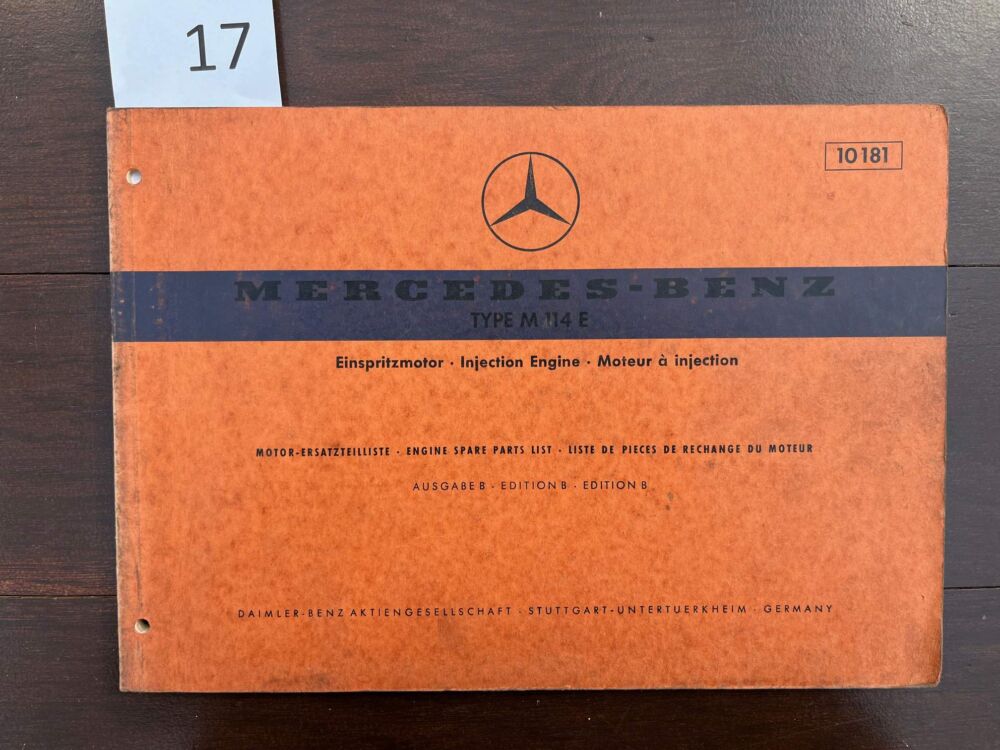 17
10181
MERCEDES-BENZ
TYPE M 114 E
Einspritzmotor · Injection Engine · Moteur à injection
MOTOR-ERSATZTEILLISTE · ENGINE SPARE PARTS LIST · LISTE DE PIECES DE RECHANGE DU MOTEUR
AUSGABE B · EDITION B · EDITION B
DAIMLER-BENZ AKTIENGESELLSCHAFT · STUTTGART-UNTERTUERKHEIM · GERMANY